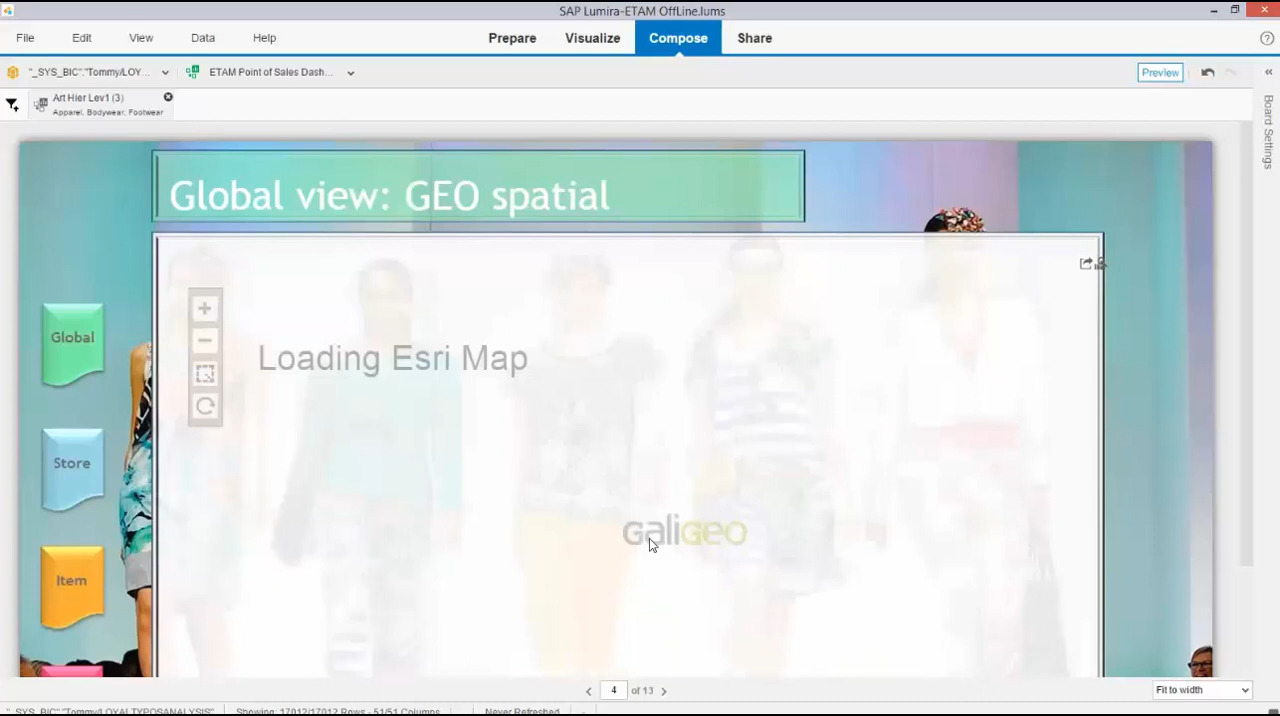 SAP Lumira-ETAM OffLine.lums
File Edit View Data Help
Prepare Visualize Compose Share
"_SYS_BIC"."Tommy/LOY... ETAM Point of Sales Dash...
Preview
Art Hier Lev1 (3)
Apparel, Bodywear, Footwear
Board Settings
Global view: GEO spatial
Global
Loading Esri Map
Store
galigeo
Item
4 of 13
Fit to width
"_SYS_BIC"."Tommy/LOYALTYPOSANALYSIS" Showing: 17012/17012 Rows - 51/51 Columns Never Refreshed